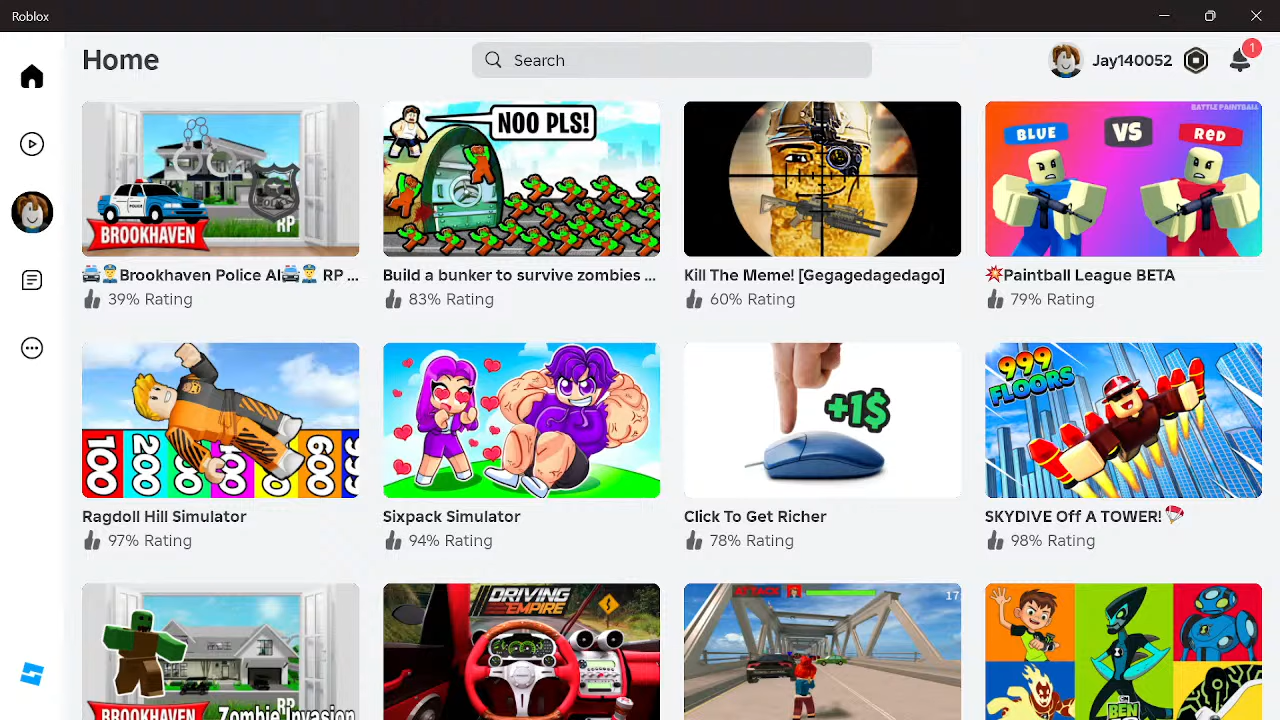 Roblox
Home
Search
Jay140052
1
BROOKHAVEN
RP
NOO PLS!
BATTLE PAINTBALL
BLUE
VS
RED
🚔👮Brookhaven Police AI🚔👮 RP ...
Build a bunker to survive zombies ...
Kill The Meme! [Gegagedagedago]
💥Paintball League BETA
39% Rating
83% Rating
60% Rating
79% Rating
100
200
600
+1$
999
FLOORS
Ragdoll Hill Simulator
Sixpack Simulator
Click To Get Richer
SKYDIVE Off A TOWER! 🪂
97% Rating
94% Rating
78% Rating
98% Rating
BROOKHAVEN
RP
Zombie Invasion
DRIVING
EMPIRE
ATTACK
17
BEN